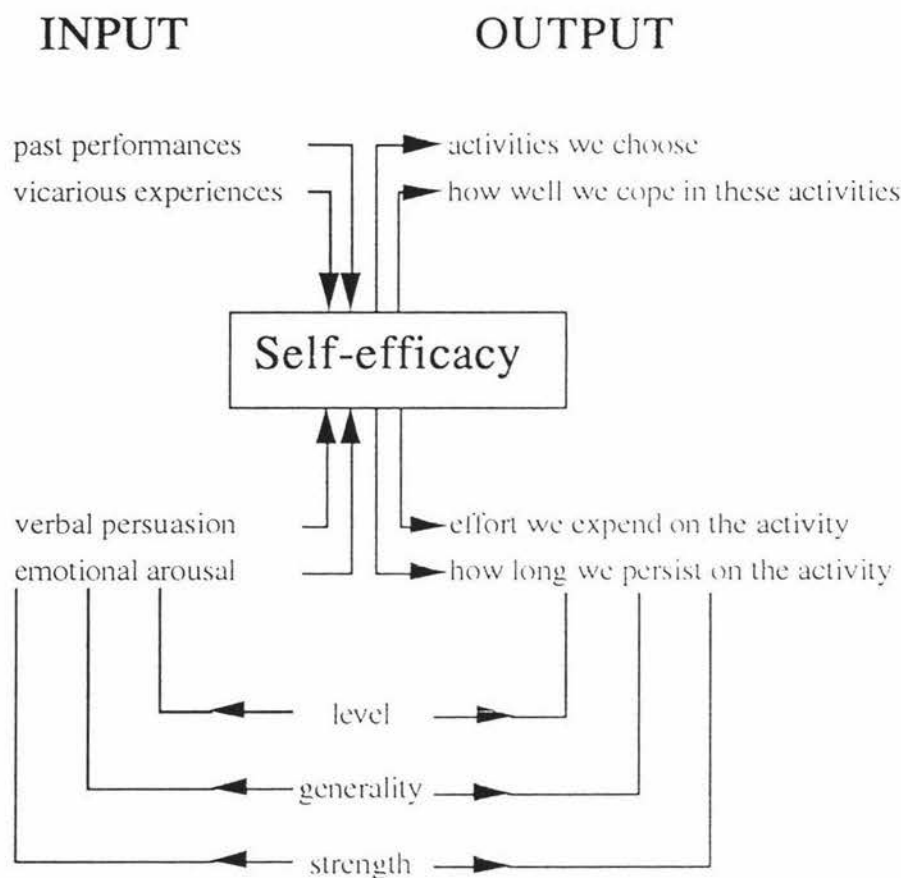 INPUT OUTPUT
past performances activities we choose
vicarious experiences how well we cope in these activities
Self-efficacy
verbal persuasion effort we expend on the activity
emotional arousal how long we persist on the activity
level
generality
strength